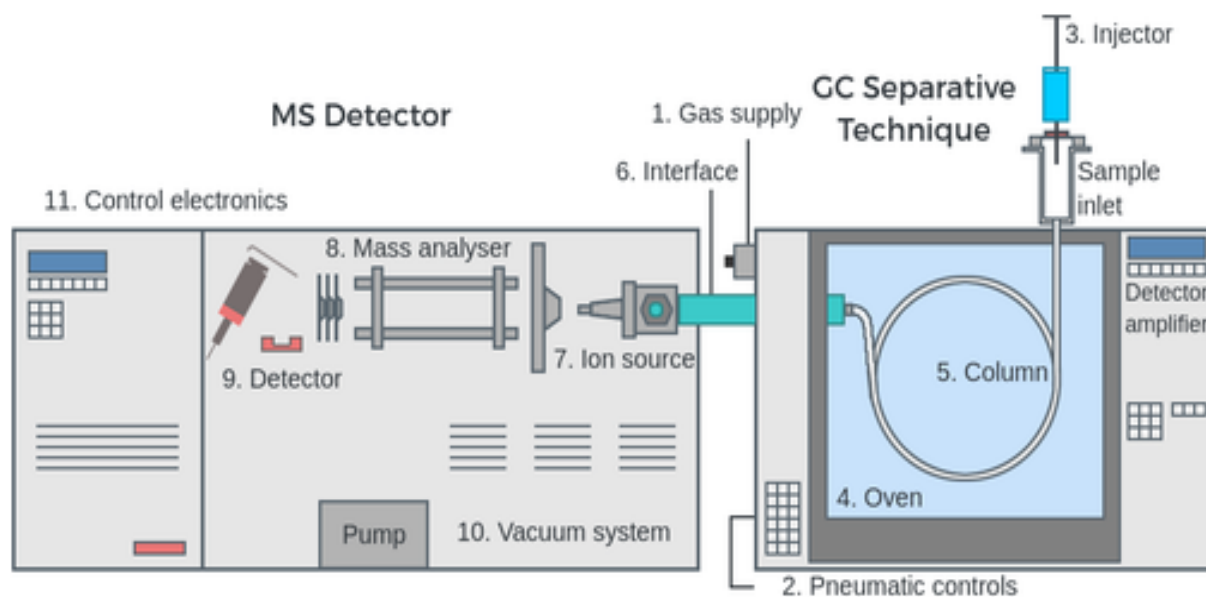 3. Injector
GC Separative
Technique
MS Detector
1. Gas supply
6. Interface
Sample
inlet
11. Control electronics
8. Mass analyser
Detector
amplifier
7. Ion source
9. Detector
5. Column
4. Oven
Pump
10. Vacuum system
2. Pneumatic controls